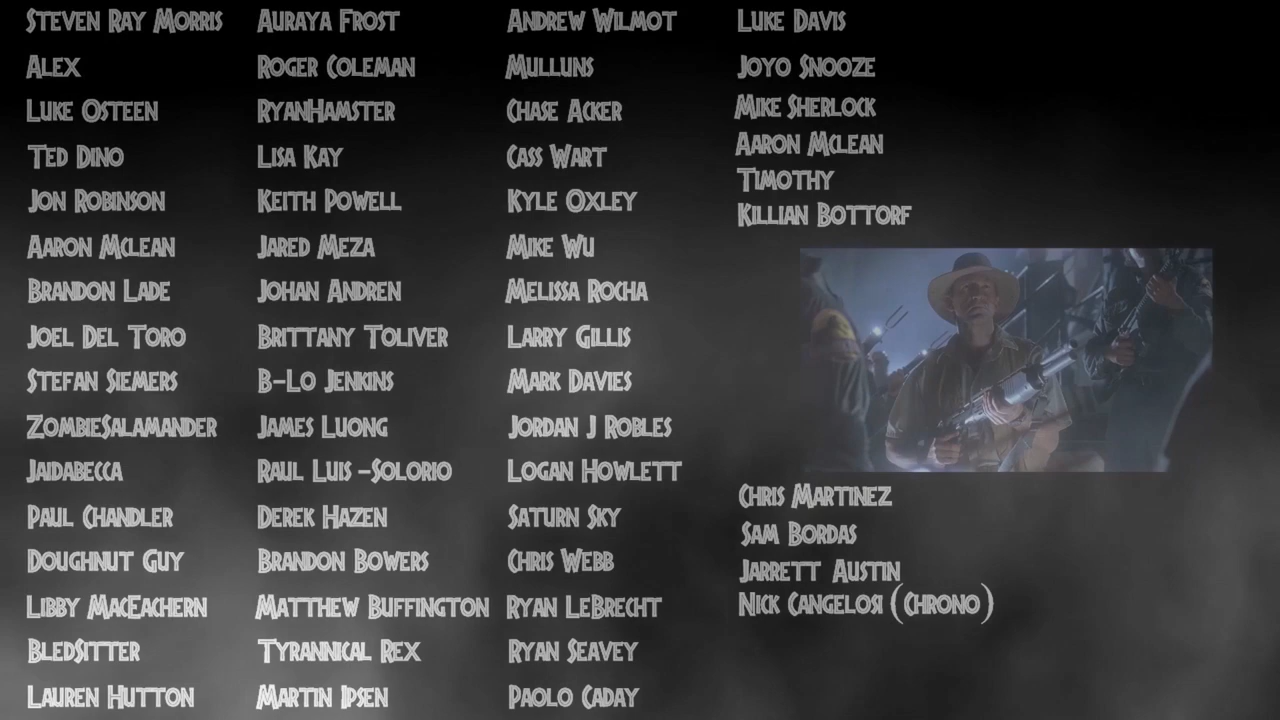 Steven Ray Morris
Alex
Luke Osteen
Ted Dino
Jon Robinson
Aaron Mclean
Brandon Lade
Joel Del Toro
Stefan Siemers
ZombieSalamander
Jaidabecca
Paul Chandler
Doughnut Guy
Libby MacEachern
BledSitter
Lauren Hutton
Auraya Frost
Roger Coleman
RyanHamster
Lisa Kay
Keith Powell
Jared Meza
Johan Andren
Brittany Toliver
B-Lo Jenkins
James Luong
Raul Luis -Solorio
Derek Hazen
Brandon Bowers
Matthew Buffington
Tyrannical Rex
Martin Ipsen
Andrew Wilmot
Mulluns
Chase Acker
Cass Wart
Kyle Oxley
Mike Wu
Melissa Rocha
Larry Gillis
Mark Davies
Jordan J Robles
Logan Howlett
Saturn Sky
Chris Webb
Ryan LeBrecht
Ryan Seavey
Paolo Caday
Luke Davis
Joyo Snooze
Mike Sherlock
Aaron Mclean
Timothy
Killian Bottorf
Chris Martinez
Sam Bordas
Jarrett Austin
Nick Cangelosi (Chrono)